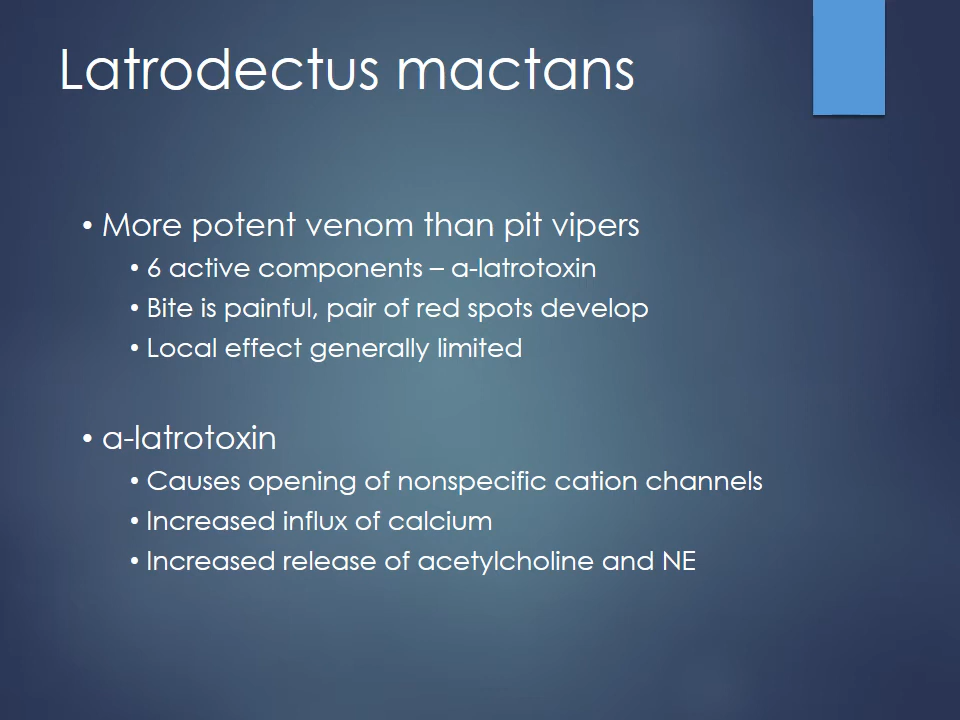 Latrodectus mactans
• More potent venom than pit vipers
• 6 active components – α-latrotoxin
• Bite is painful, pair of red spots develop
• Local effect generally limited
• α-latrotoxin
• Causes opening of nonspecific cation channels
• Increased influx of calcium
• Increased release of acetylcholine and NE